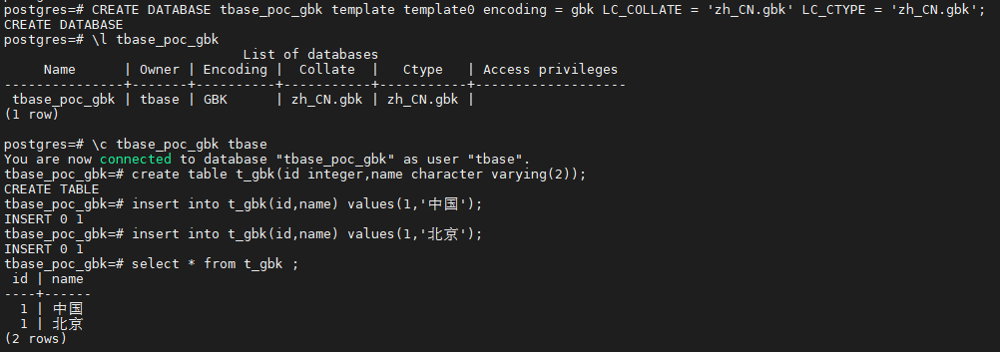 postgres=# CREATE DATABASE tbase_poc_gbk template template0 encoding = gbk LC_COLLATE = 'zh_CN.gbk' LC_CTYPE = 'zh_CN.gbk';
CREATE DATABASE
postgres=# \l tbase_poc_gbk
                              List of databases
     Name      | Owner | Encoding |  Collate  |   Ctype   | Access privileges
---------------+-------+----------+-----------+-----------+-------------------
 tbase_poc_gbk | tbase | GBK      | zh_CN.gbk | zh_CN.gbk |
(1 row)

postgres=# \c tbase_poc_gbk tbase
You are now connected to database "tbase_poc_gbk" as user "tbase".
tbase_poc_gbk=# create table t_gbk(id integer,name character varying(2));
CREATE TABLE
tbase_poc_gbk=# insert into t_gbk(id,name) values(1,'中国');
INSERT 0 1
tbase_poc_gbk=# insert into t_gbk(id,name) values(1,'北京');
INSERT 0 1
tbase_poc_gbk=# select * from t_gbk ;
 id | name
----+------
  1 | 中国
  1 | 北京
(2 rows)